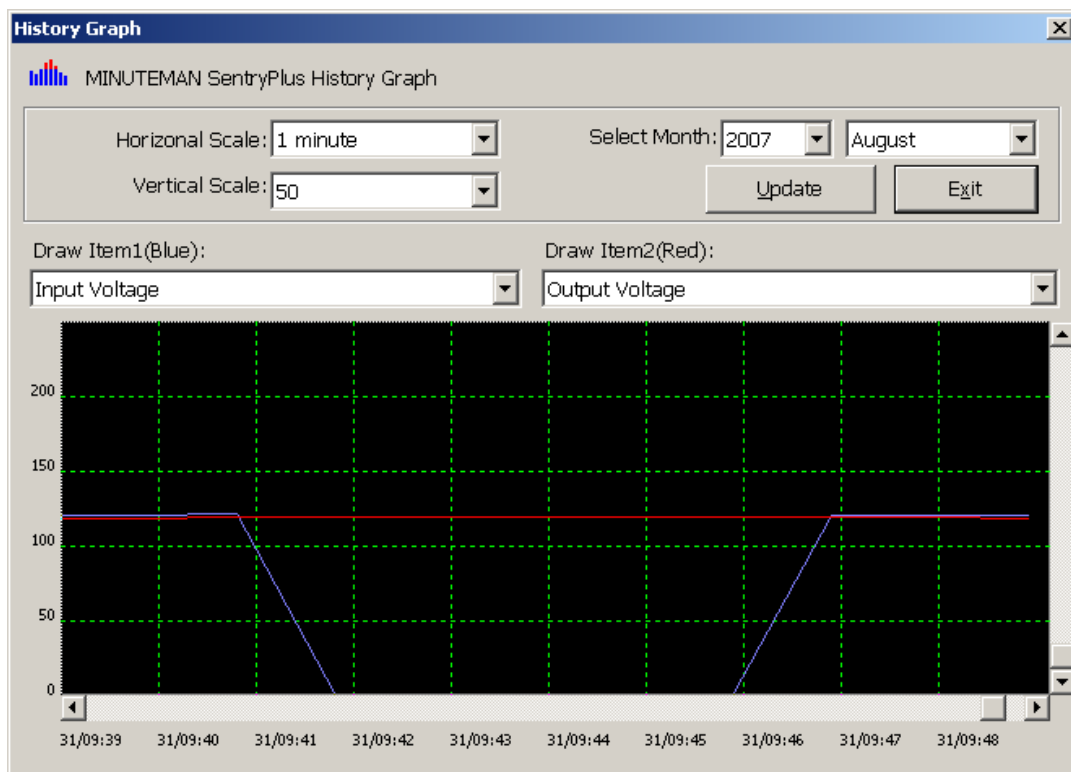 History Graph
MINUTEMAN SentryPlus History Graph
Horizonal Scale: 1 minute
Select Month: 2007 August
Vertical Scale: 50
Update Exit
Draw Item1(Blue):
Draw Item2(Red):
Input Voltage
Output Voltage
200
150
100
50
0
31/09:39 31/09:40 31/09:41 31/09:42 31/09:43 31/09:44 31/09:45 31/09:46 31/09:47 31/09:48